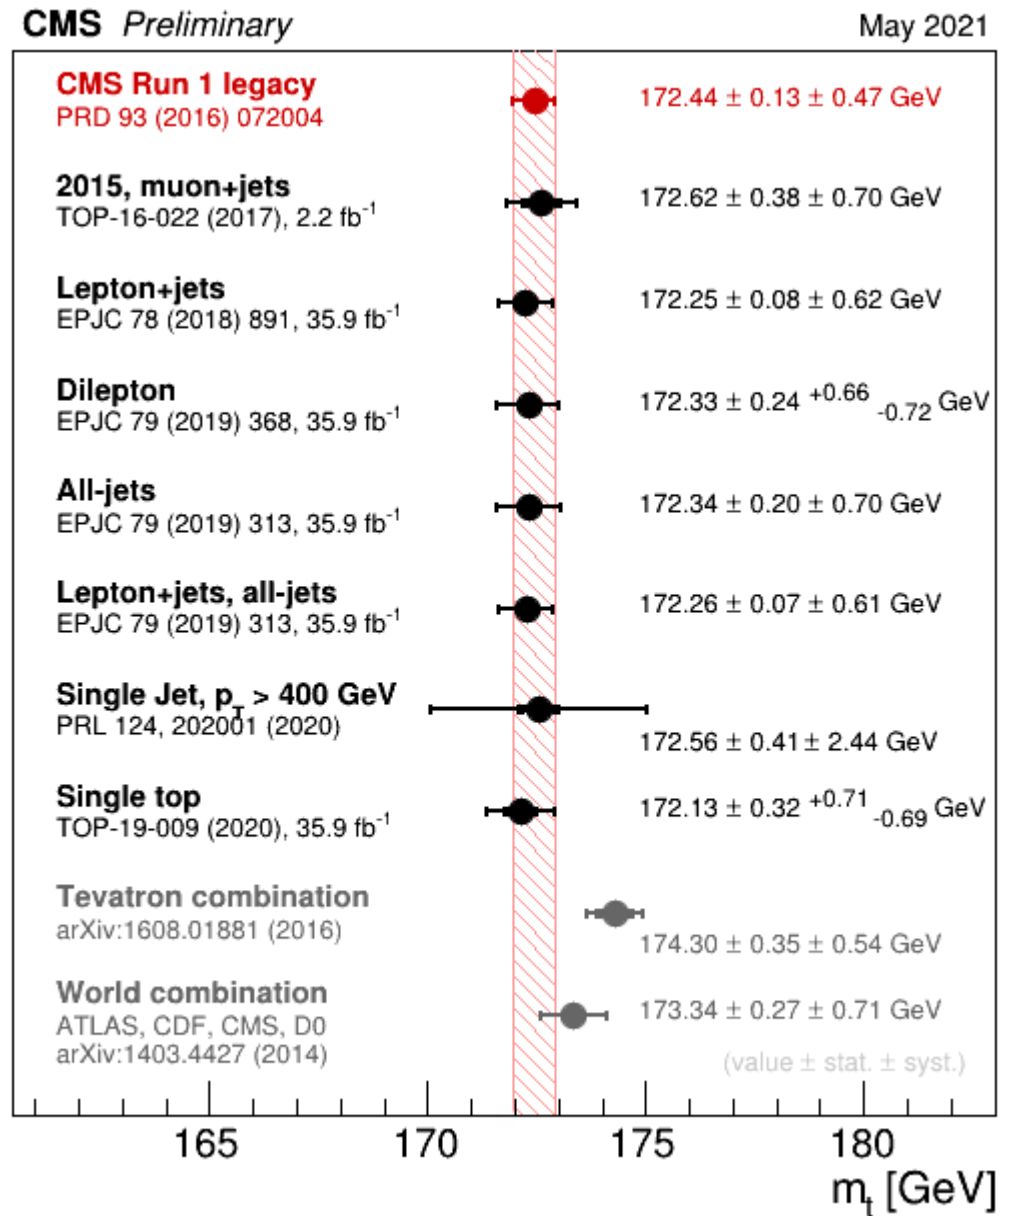 CMS Preliminary May 2021
CMS Run 1 legacy
PRD 93 (2016) 072004
172.44 ± 0.13 ± 0.47 GeV
2015, muon+jets
TOP-16-022 (2017), 2.2 fb⁻¹
172.62 ± 0.38 ± 0.70 GeV
Lepton+jets
EPJC 78 (2018) 891, 35.9 fb⁻¹
172.25 ± 0.08 ± 0.62 GeV
Dilepton
EPJC 79 (2019) 368, 35.9 fb⁻¹
172.33 ± 0.24 +0.66 -0.72 GeV
All-jets
EPJC 79 (2019) 313, 35.9 fb⁻¹
172.34 ± 0.20 ± 0.70 GeV
Lepton+jets, all-jets
EPJC 79 (2019) 313, 35.9 fb⁻¹
172.26 ± 0.07 ± 0.61 GeV
Single Jet, p_T > 400 GeV
PRL 124, 202001 (2020)
172.56 ± 0.41 ± 2.44 GeV
Single top
TOP-19-009 (2020), 35.9 fb⁻¹
172.13 ± 0.32 +0.71 -0.69 GeV
Tevatron combination
arXiv:1608.01881 (2016)
174.30 ± 0.35 ± 0.54 GeV
World combination
ATLAS, CDF, CMS, D0
arXiv:1403.4427 (2014)
173.34 ± 0.27 ± 0.71 GeV
(value ± stat. ± syst.)
165 170 175 180
m_t [GeV]